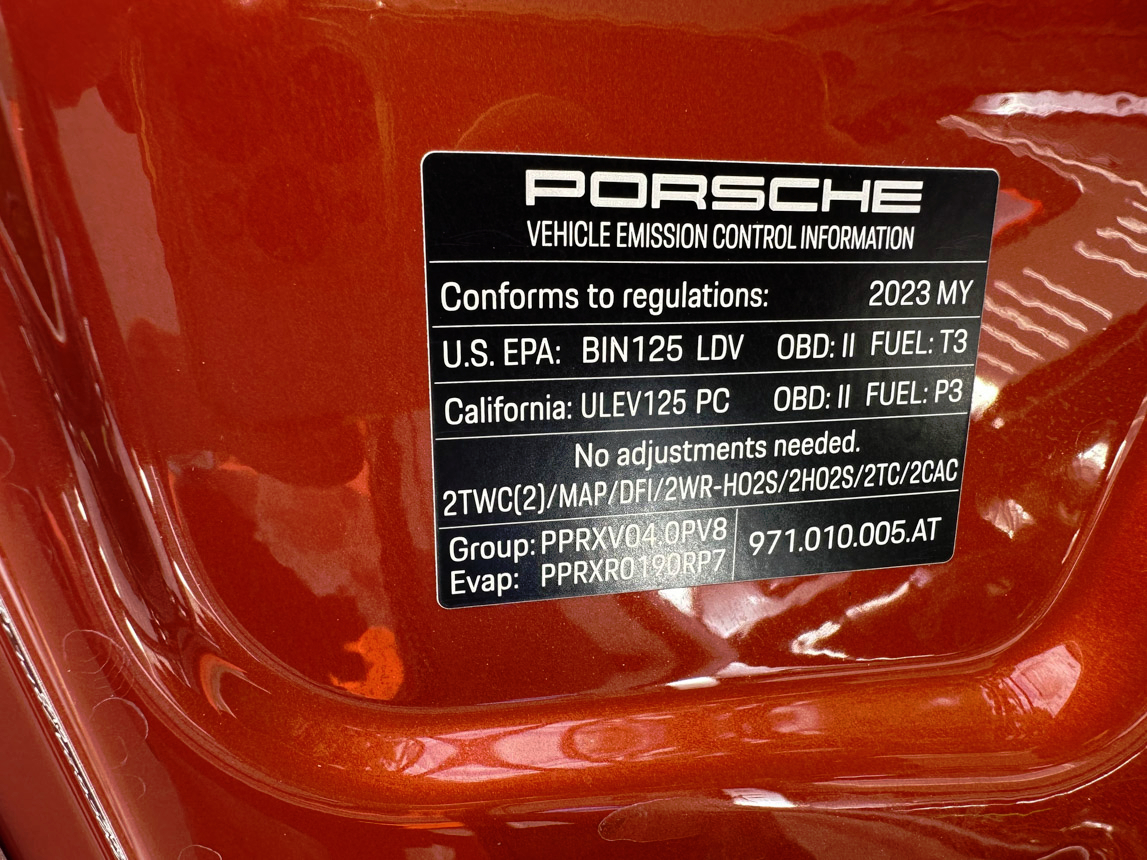 PORSCHE
VEHICLE EMISSION CONTROL INFORMATION
Conforms to regulations: 2023 MY
U.S. EPA: BIN125 LDV OBD: II FUEL: T3
California: ULEV125 PC OBD: II FUEL: P3
No adjustments needed.
2TWC(2)/MAP/DFI/2WR-HO2S/2HO2S/2TC/2CAC
Group: PPRXV04.0PV8 971.010.005.AT
Evap: PPRXR0190RP7